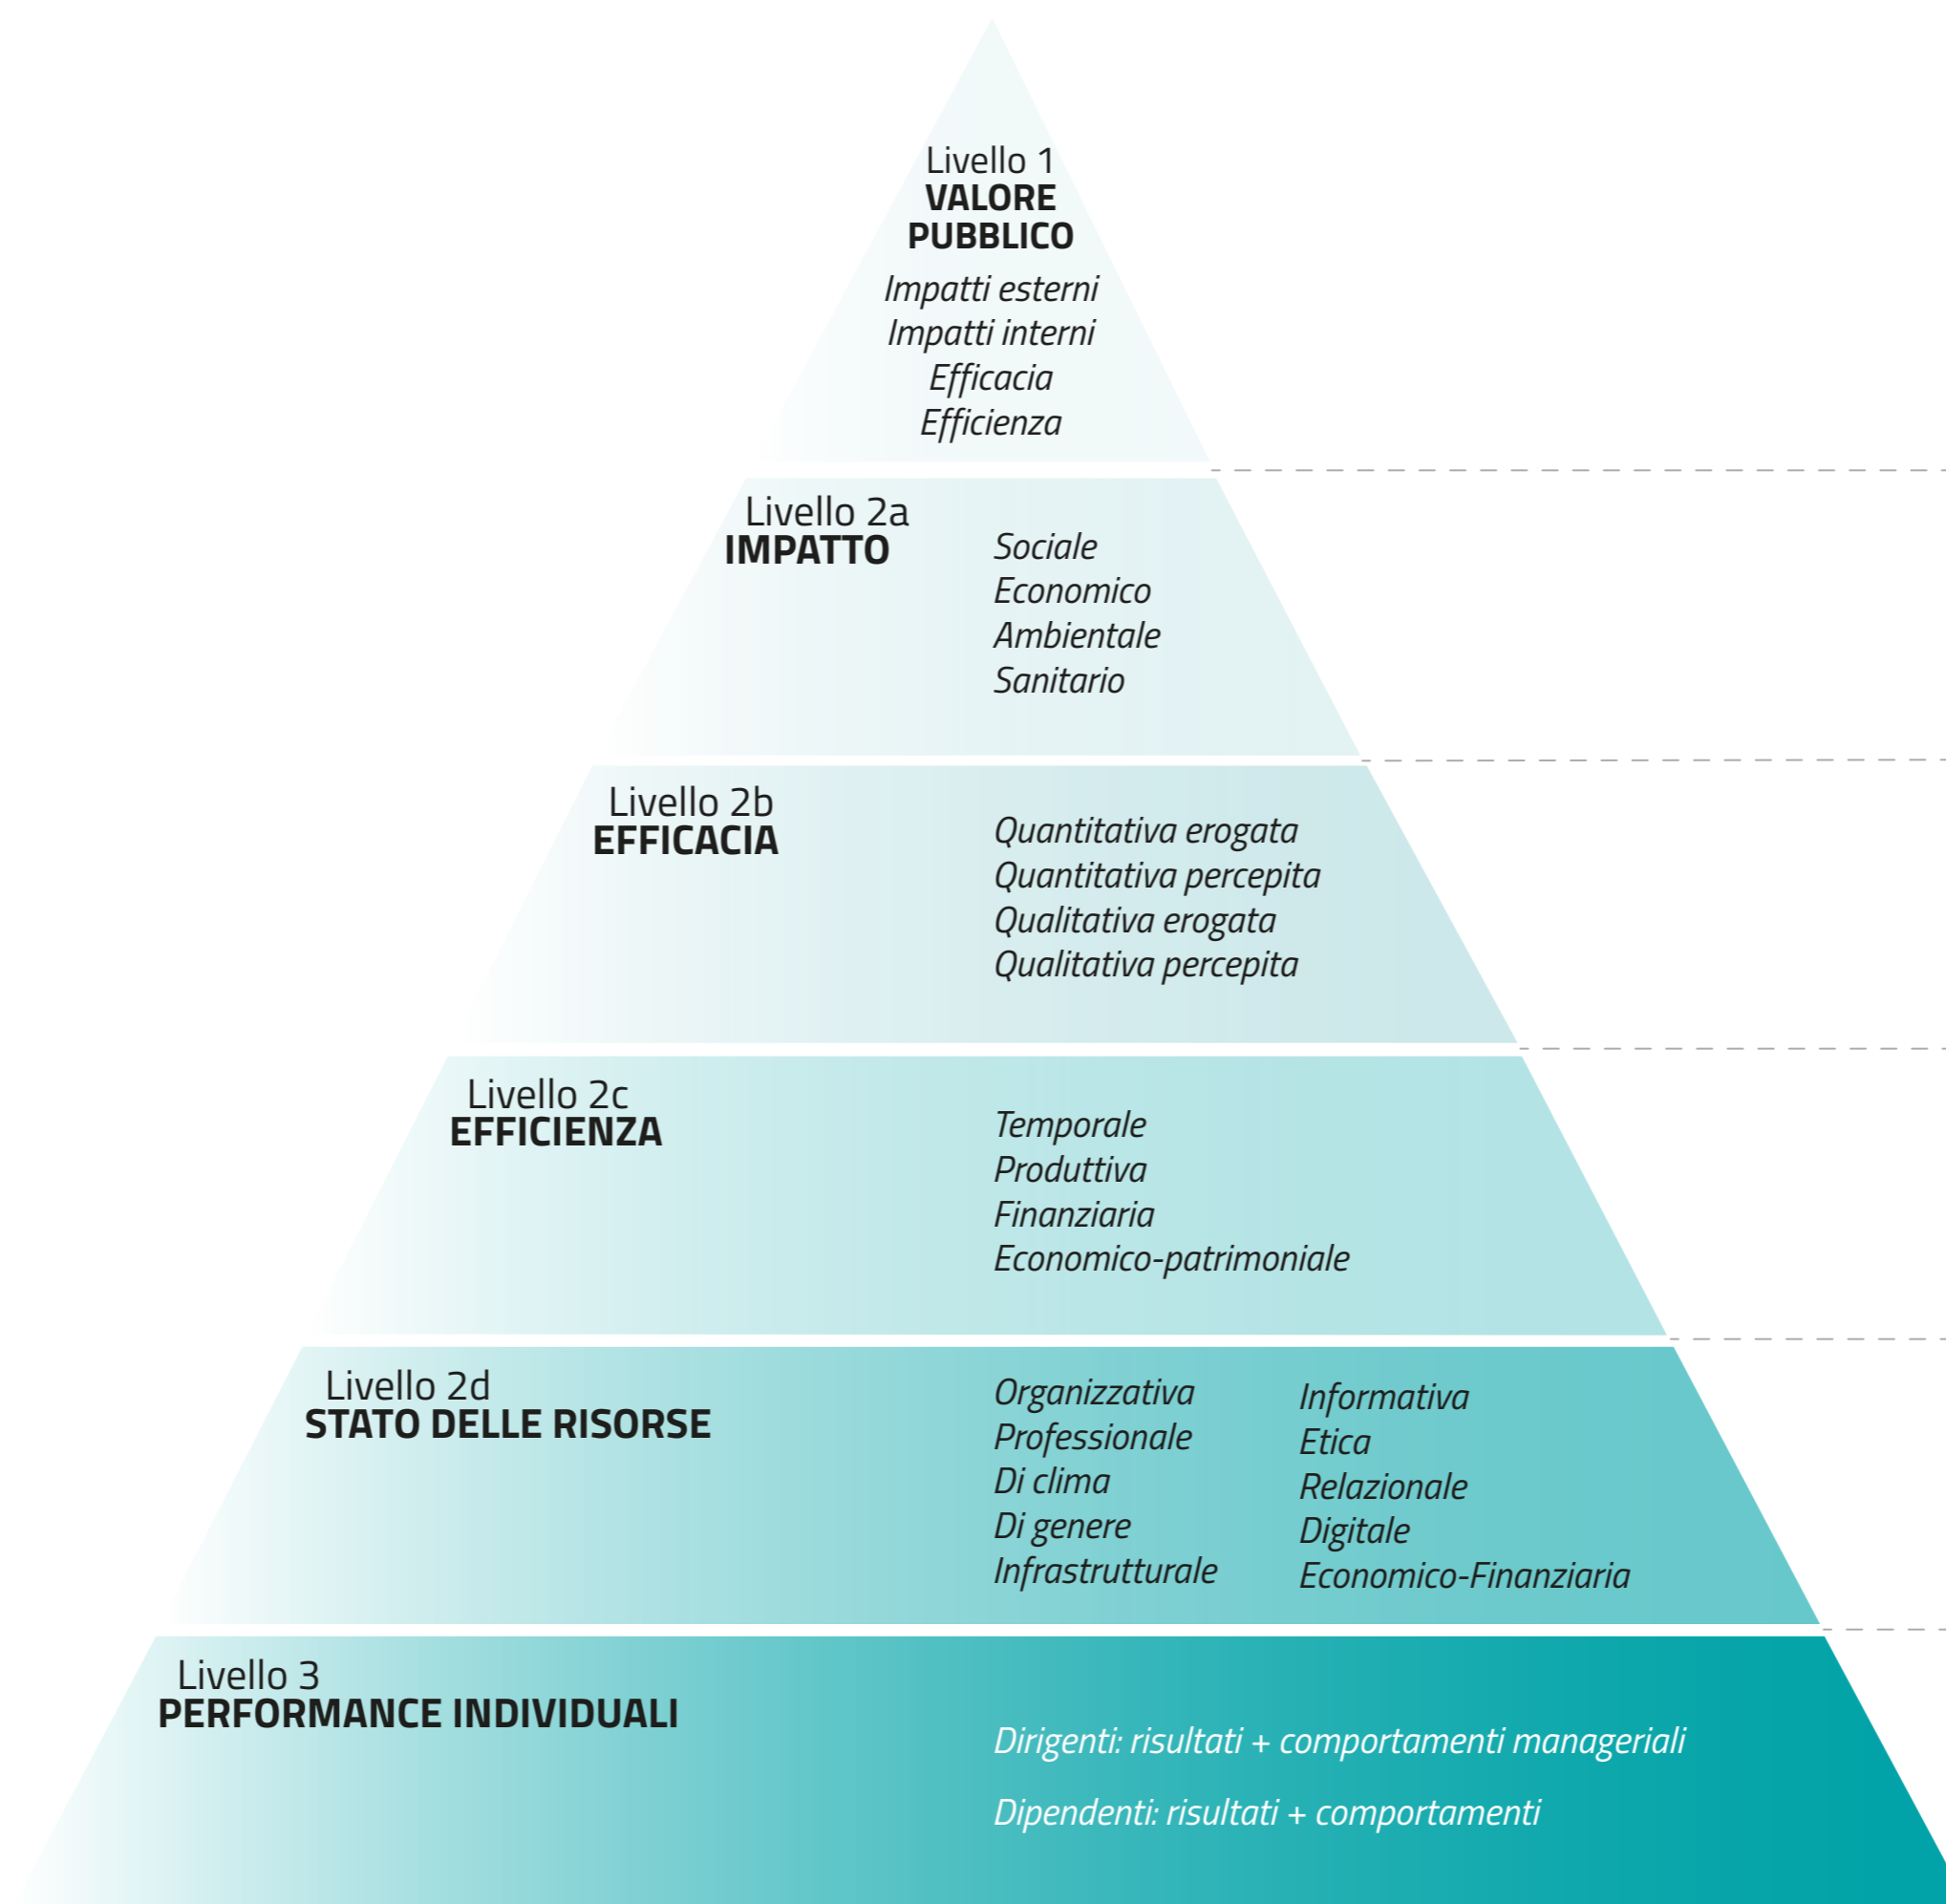 Livello 1
VALORE
PUBBLICO
Impatti esterni
Impatti interni
Efficacia
Efficienza
Livello 2a
IMPATTO
Sociale
Economico
Ambientale
Sanitario
Livello 2b
EFFICACIA
Quantitativa erogata
Quantitativa percepita
Qualitativa erogata
Qualitativa percepita
Livello 2c
EFFICIENZA
Temporale
Produttiva
Finanziaria
Economico-patrimoniale
Livello 2d
STATO DELLE RISORSE
Organizzativa
Professionale
Di clima
Di genere
Infrastrutturale
Informativa
Etica
Relazionale
Digitale
Economico-Finanziaria
Livello 3
PERFORMANCE INDIVIDUALI
Dirigenti: risultati + comportamenti manageriali
Dipendenti: risultati + comportamenti